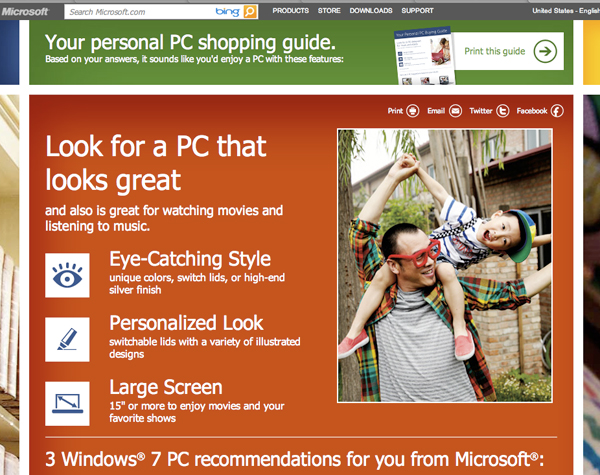 Microsoft Search Microsoft.com bing PRODUCTS STORE DOWNLOADS SUPPORT United States - English
Your personal PC shopping guide.
Based on your answers, it sounds like you'd enjoy a PC with these features:
Your Personal PC Buying Guide
Print this guide
Print Email Twitter Facebook
Look for a PC that
looks great
and also is great for watching movies and
listening to music.
Eye-Catching Style
unique colors, switch lids, or high-end
silver finish
Personalized Look
switchable lids with a variety of illustrated
designs
Large Screen
15" or more to enjoy movies and your
favorite shows
3 Windows® 7 PC recommendations for you from Microsoft®: